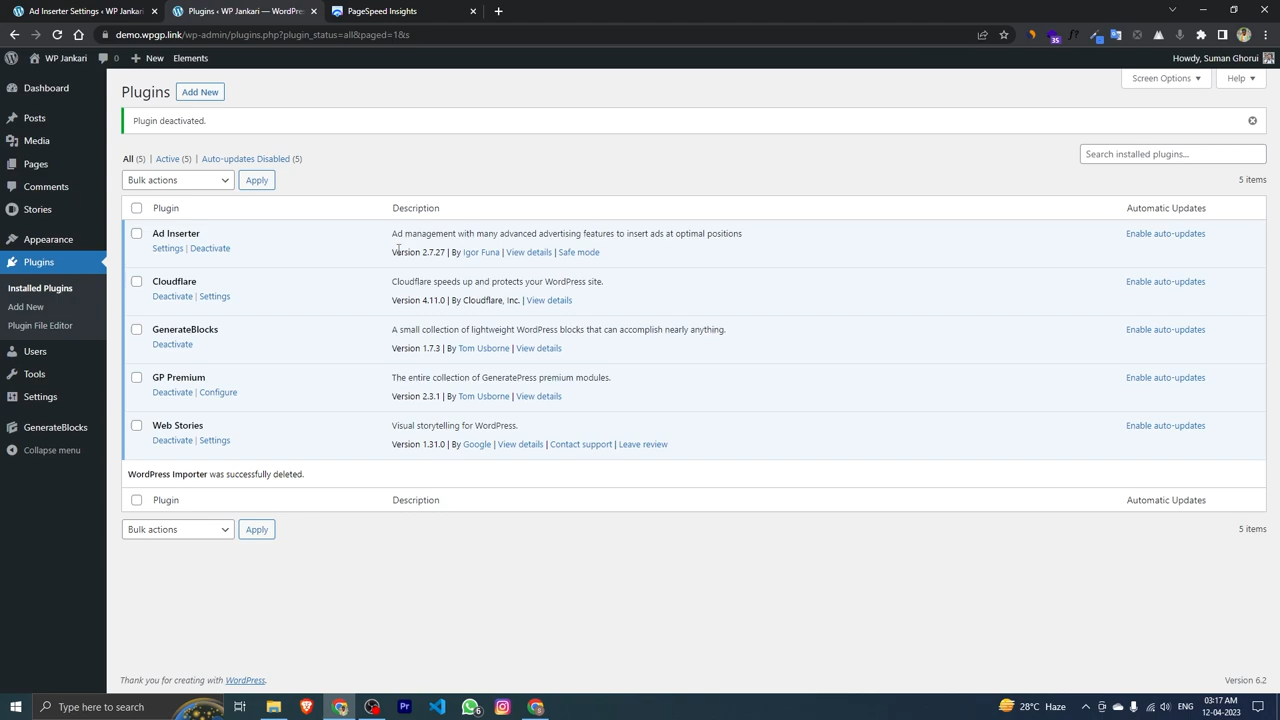 Ad Inserter Settings ‹ WP Jankari
Plugins ‹ WP Jankari — WordPres
PageSpeed Insights
demo.wpgp.link/wp-admin/plugins.php?plugin_status=all&paged=1&s
35
WP Jankari 0 New Elements
Howdy, Suman Ghorui
Dashboard
Posts
Media
Pages
Comments
Stories
Appearance
Plugins
Installed Plugins
Add New
Plugin File Editor
Users
Tools
Settings
GenerateBlocks
Collapse menu
Screen Options
Help
Plugins Add New
Plugin deactivated.
All (5) | Active (5) | Auto-updates Disabled (5)
Search installed plugins...
Bulk actions Apply 5 items
Plugin Description Automatic Updates
Ad Inserter Ad management with many advanced advertising features to insert ads at optimal positions Enable auto-updates
Settings | Deactivate Version 2.7.27 | By Igor Funa | View details | Safe mode
Cloudflare Cloudflare speeds up and protects your WordPress site. Enable auto-updates
Deactivate | Settings Version 4.11.0 | By Cloudflare, Inc. | View details
GenerateBlocks A small collection of lightweight WordPress blocks that can accomplish nearly anything. Enable auto-updates
Deactivate Version 1.7.3 | By Tom Usborne | View details
GP Premium The entire collection of GeneratePress premium modules. Enable auto-updates
Deactivate | Configure Version 2.3.1 | By Tom Usborne | View details
Web Stories Visual storytelling for WordPress. Enable auto-updates
Deactivate | Settings Version 1.31.0 | By Google | View details | Contact support | Leave review
WordPress Importer was successfully deleted.
Plugin Description Automatic Updates
Bulk actions Apply 5 items
Thank you for creating with WordPress. Version 6.2
Type here to search
Pr
6
28°C Haze
ENG
03:17 AM
12-04-2023